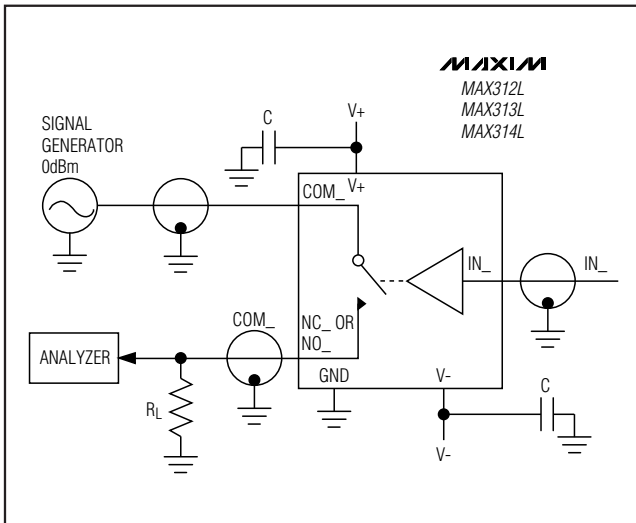 MAXIM
MAX312L
MAX313L
MAX314L
SIGNAL
GENERATOR
0dBm
C
V+
V+
COM_
IN_
IN_
COM_
NC_ OR
NO_
ANALYZER
GND
V-
C
RL
V-